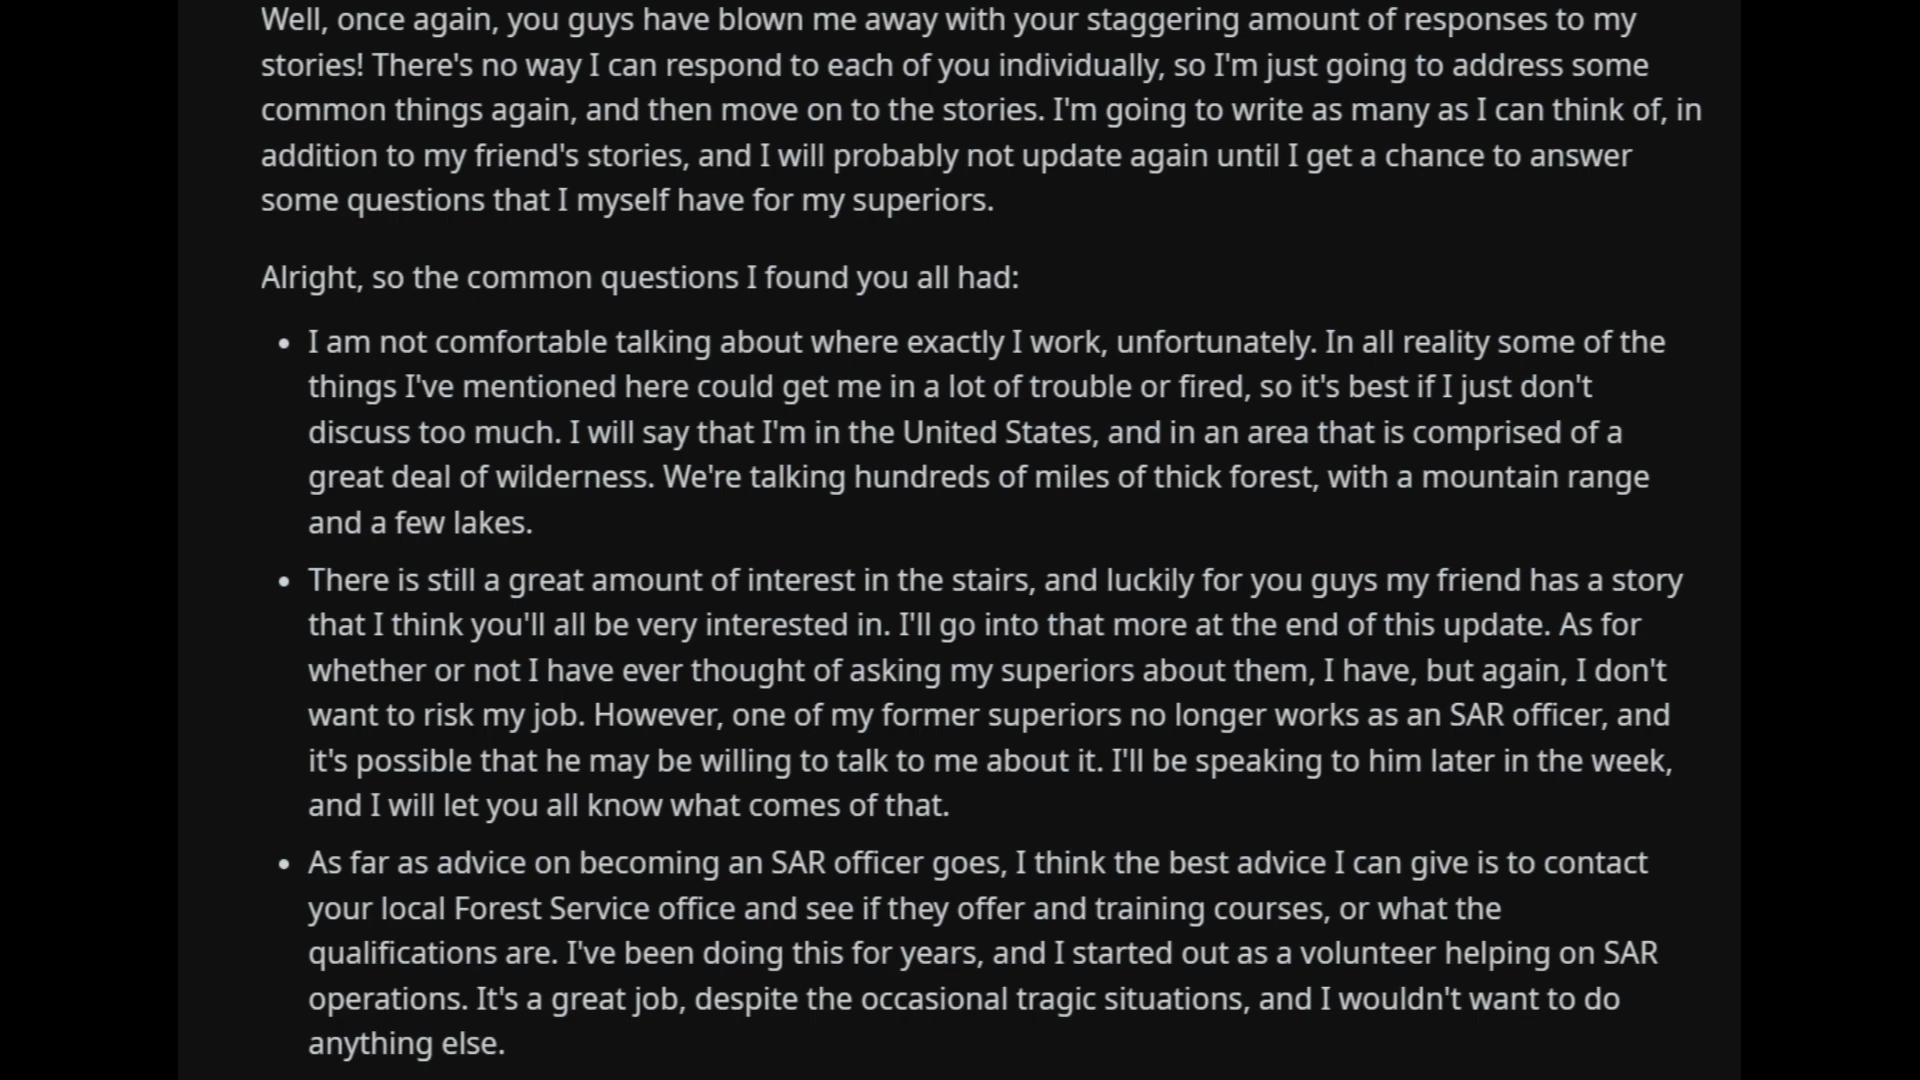 Well, once again, you guys have blown me away with your staggering amount of responses to my
stories! There's no way I can respond to each of you individually, so I'm just going to address some
common things again, and then move on to the stories. I'm going to write as many as I can think of, in
addition to my friend's stories, and I will probably not update again until I get a chance to answer
some questions that I myself have for my superiors.
Alright, so the common questions I found you all had:
• I am not comfortable talking about where exactly I work, unfortunately. In all reality some of the
things I've mentioned here could get me in a lot of trouble or fired, so it's best if I just don't
discuss too much. I will say that I'm in the United States, and in an area that is comprised of a
great deal of wilderness. We're talking hundreds of miles of thick forest, with a mountain range
and a few lakes.
• There is still a great amount of interest in the stairs, and luckily for you guys my friend has a story
that I think you'll all be very interested in. I'll go into that more at the end of this update. As for
whether or not I have ever thought of asking my superiors about them, I have, but again, I don't
want to risk my job. However, one of my former superiors no longer works as an SAR officer, and
it's possible that he may be willing to talk to me about it. I'll be speaking to him later in the week,
and I will let you all know what comes of that.
• As far as advice on becoming an SAR officer goes, I think the best advice I can give is to contact
your local Forest Service office and see if they offer and training courses, or what the
qualifications are. I've been doing this for years, and I started out as a volunteer helping on SAR
operations. It's a great job, despite the occasional tragic situations, and I wouldn't want to do
anything else.